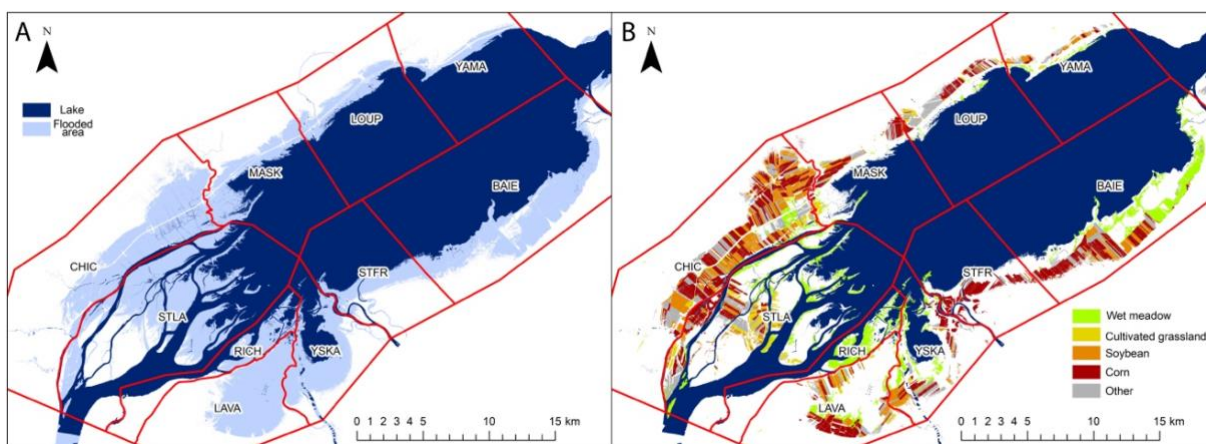 A
N
Lake
Flooded
area
YAMA
LOUP
MASK
BAIE
CHIC
STFR
STLA
RICH
YSKA
LAVA
0 1 2 3 4 5 10 15 km
B
N
YAMA
LOUP
MASK
BAIE
CHIC
STFR
STLA
RICH
YSKA
LAVA
Wet meadow
Cultivated grassland
Soybean
Corn
Other
0 1 2 3 4 5 10 15 km